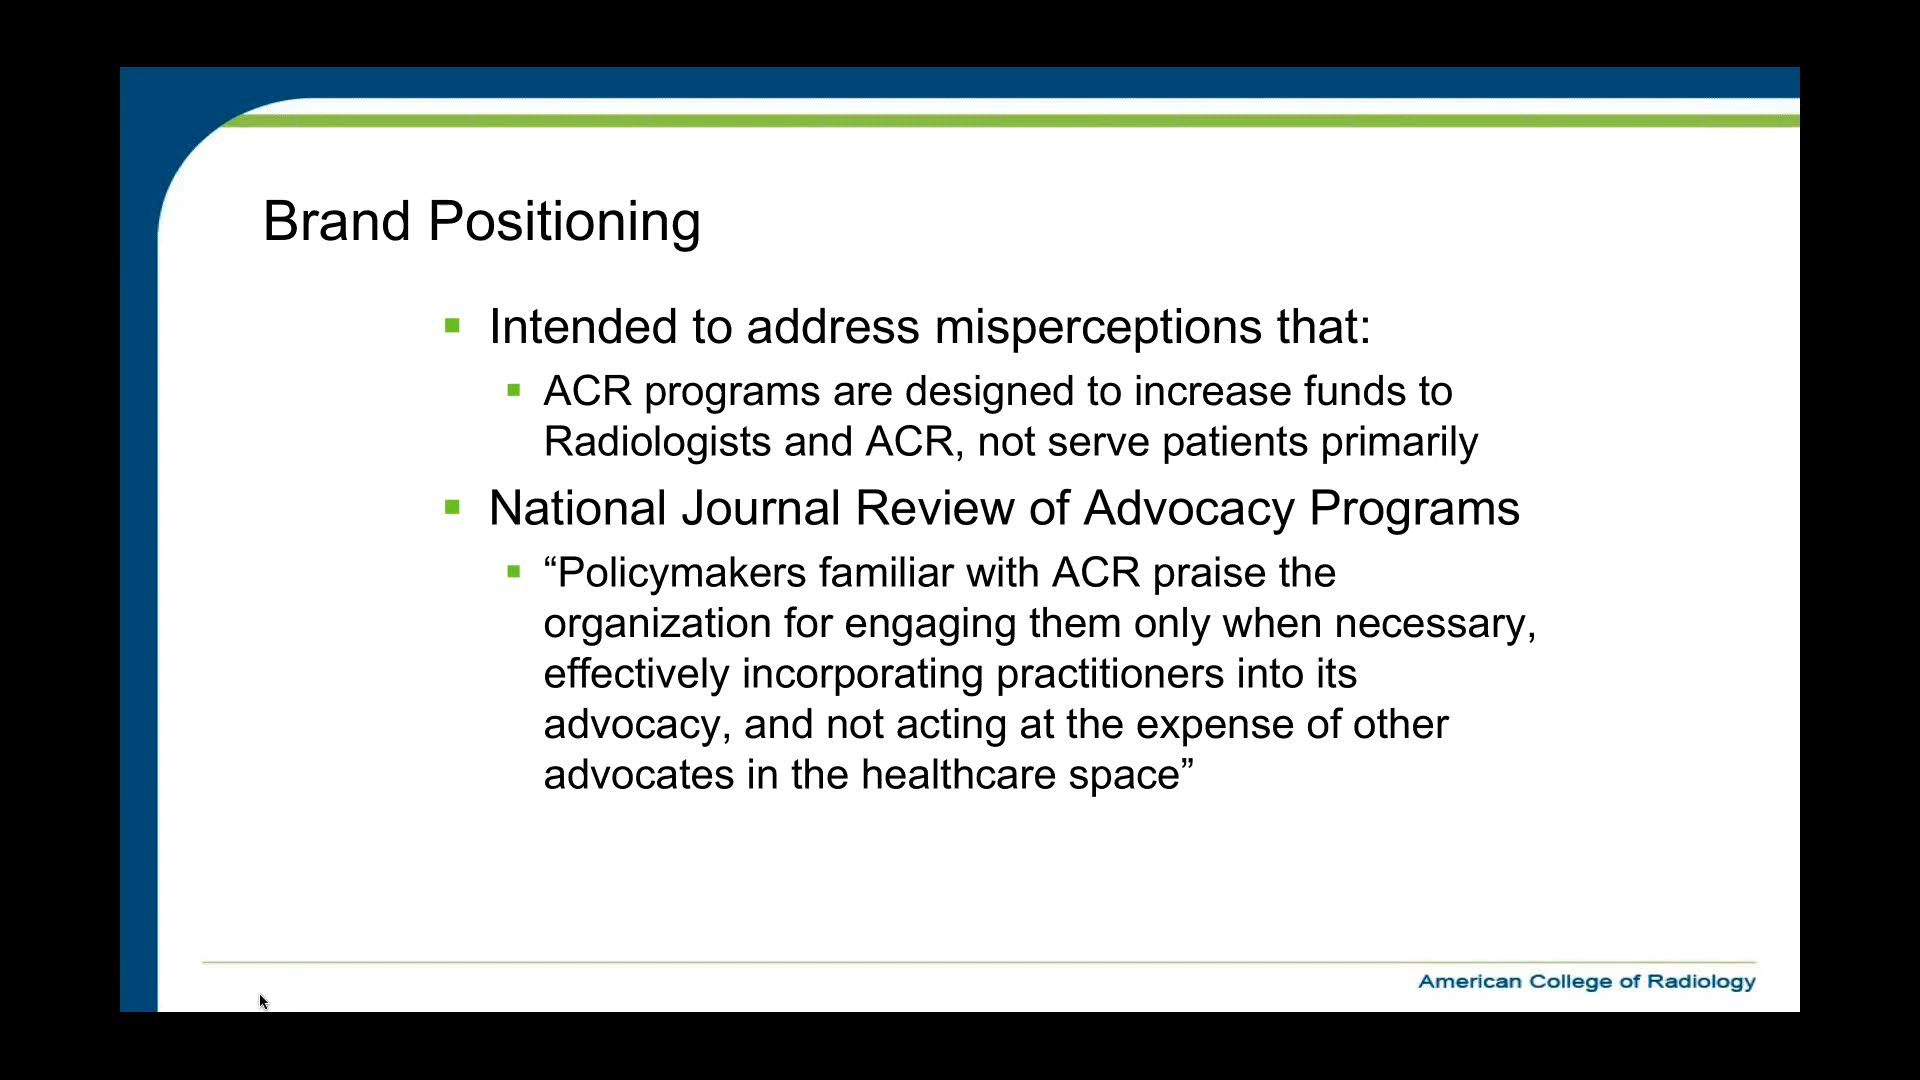 Brand Positioning
Intended to address misperceptions that:
ACR programs are designed to increase funds to
Radiologists and ACR, not serve patients primarily
National Journal Review of Advocacy Programs
“Policymakers familiar with ACR praise the
organization for engaging them only when necessary,
effectively incorporating practitioners into its
advocacy, and not acting at the expense of other
advocates in the healthcare space”
American College of Radiology